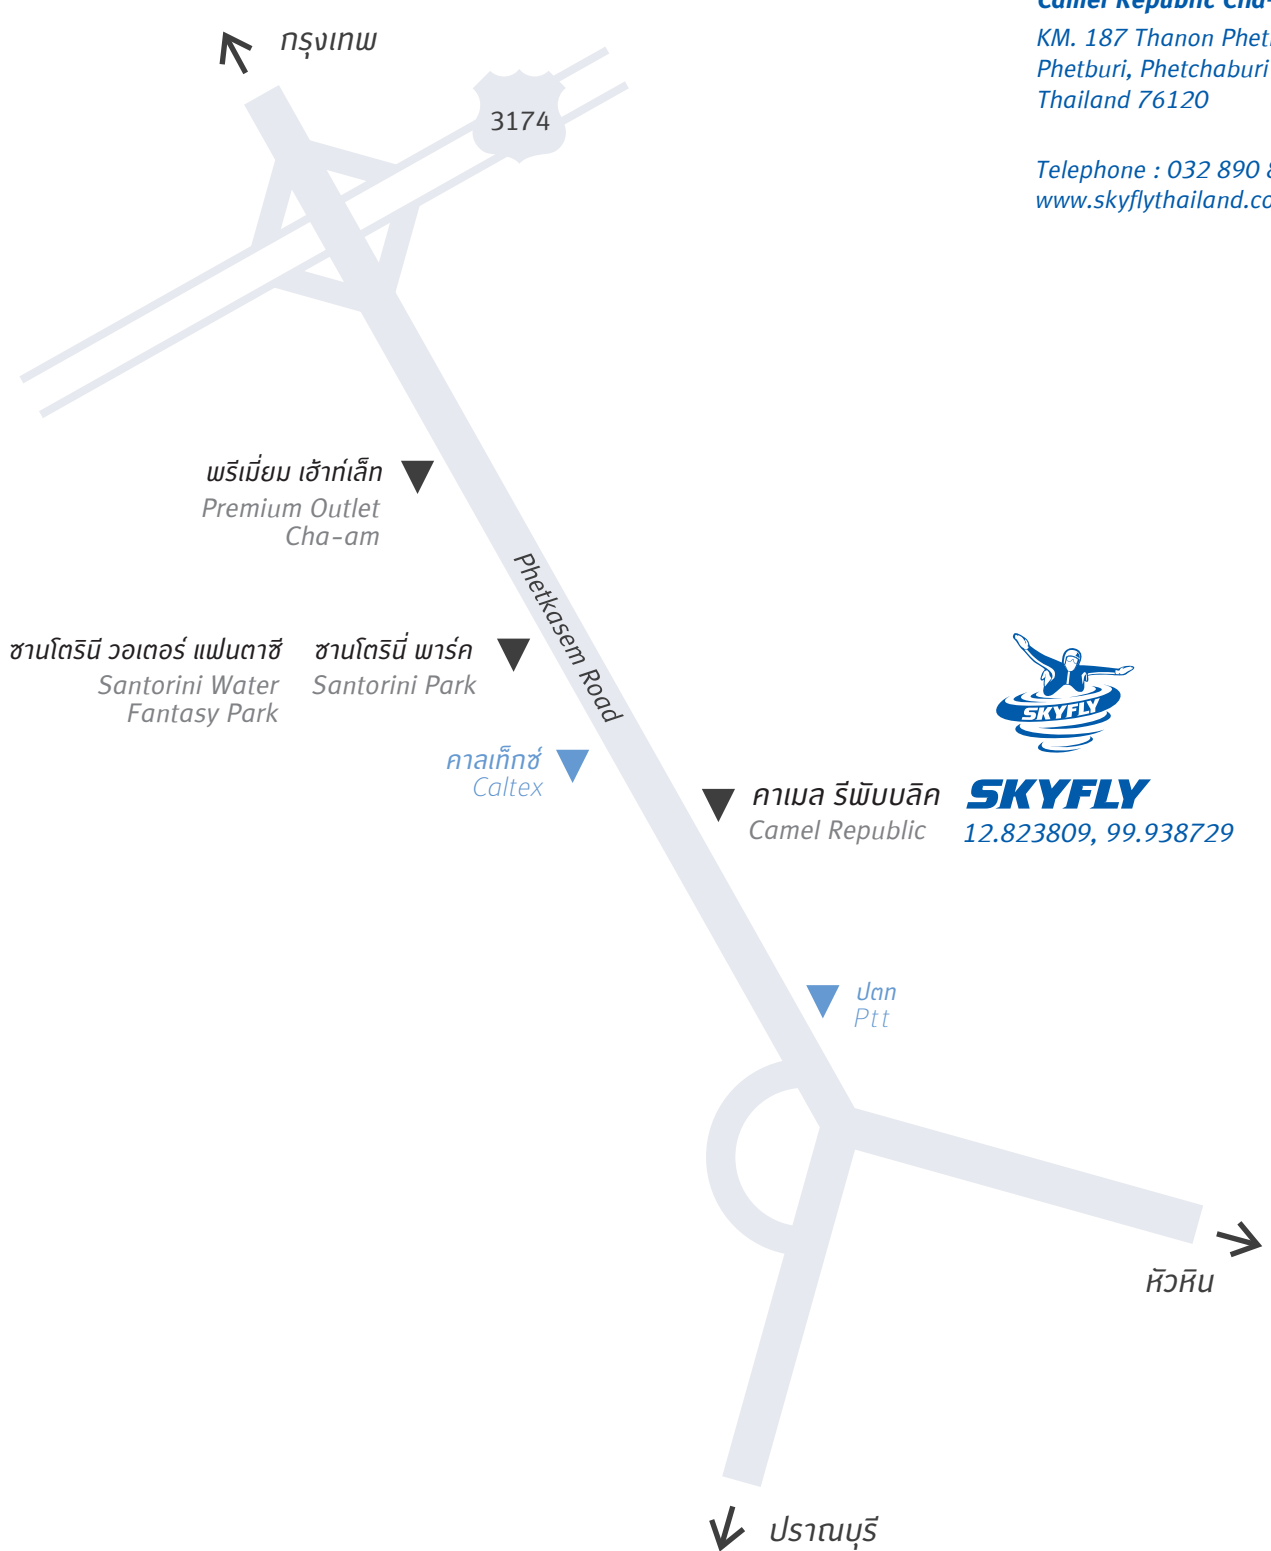 กรุงเทพ
3174
Camel Republic
KM. 187 Thanon
Phetburi, Phetchaburi
Thailand 76120
Telephone : 032 890
พรีเมี่ยม เอ้าท์เล็ท
Premium Outlet
Cha-am
Phetkasem Road
ซานโตรินี วอเตอร์ แฟนตาซี
Santorini Water
Fantasy Park
ซานโตรินี่ พาร์ค
Santorini Park
คาลเท็กซ์
Caltex
คาเมล รีพับบลิค
Camel Republic
SKYFLY
SKYFLY
12.823809, 99.938729
ปตท
Ptt
หัวหิน
ปราณบุรี